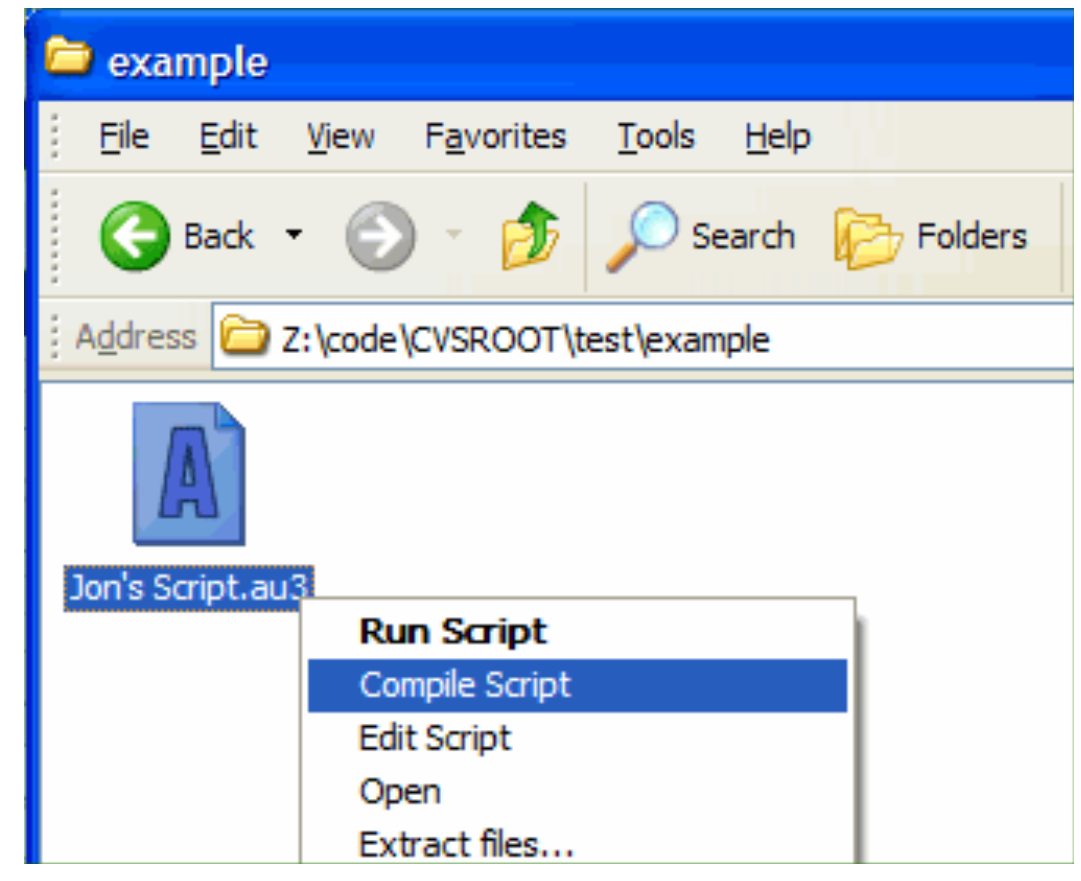 example
File Edit View Favorites Tools Help
Back Search Folders
Address Z:\code\CVSROOT\test\example
A
Jon's Script.au3
Run Script
Compile Script
Edit Script
Open
Extract files...